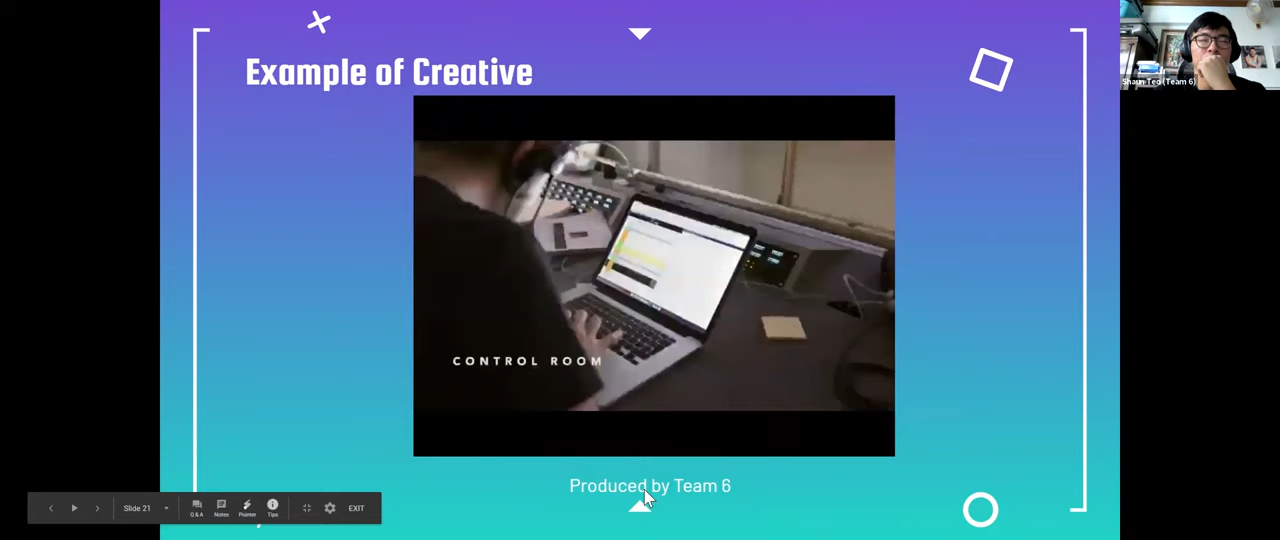 Example of Creative
Shaun Teo (Team 6)
CONTROL ROOM
Produced by Team 6
Slide 21
Q&A
Notes
Pointer
Tips
EXIT